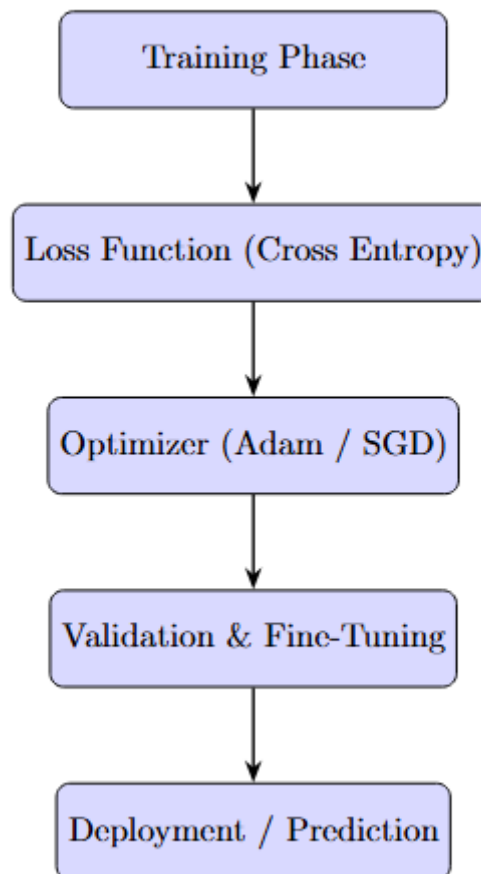 Training Phase
Loss Function (Cross Entropy)
Optimizer (Adam / SGD)
Validation & Fine-Tuning
Deployment / Prediction